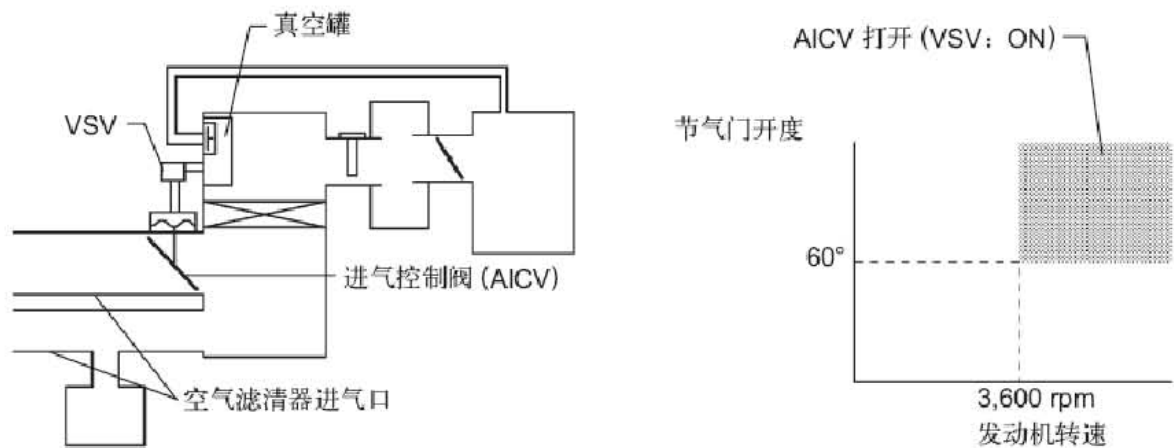 真空罐
VSV
进气控制阀 (AICV)
空气滤清器进气口
AICV 打开 (VSV：ON)
节气门开度
60°
3,600 rpm
发动机转速